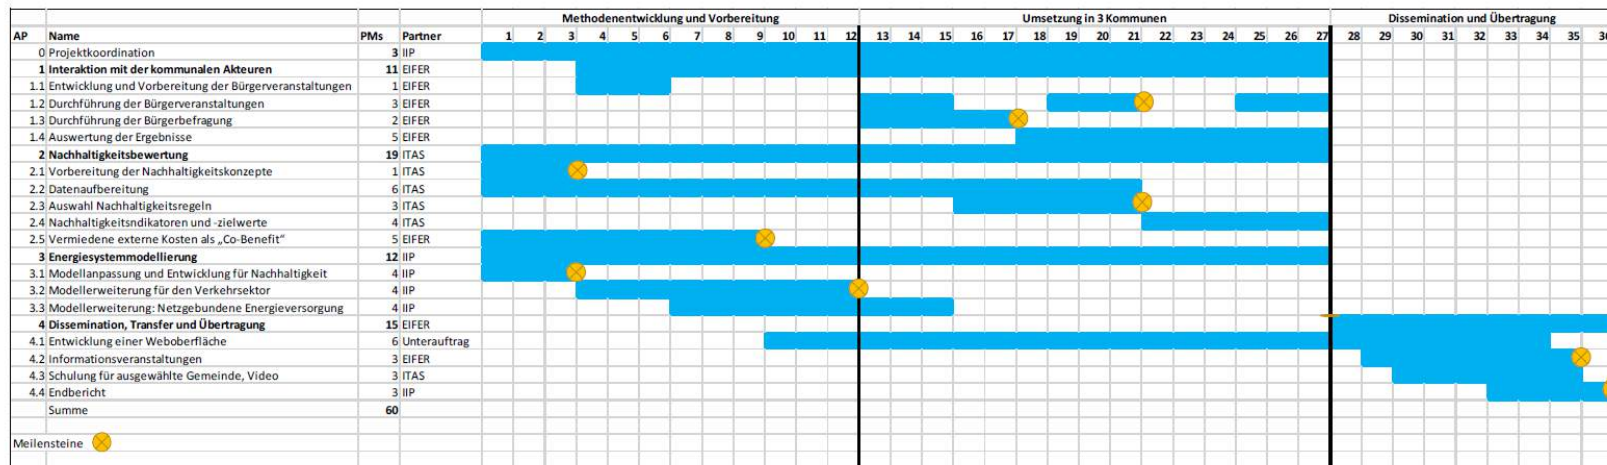 Methodenentwicklung und Vorbereitung Umsetzung in 3 Kommunen Dissemination und Übertragung
AP Name PMs Partner 1 2 3 4 5 6 7 8 9 10 11 12 13 14 15 16 17 18 19 20 21 22 23 24 25 26 27 28 29 30 31 32 33 34 35 36
0 Projektkoordination 3 IIP
1 Interaktion mit der kommunalen Akteuren 11 EIFER
1.1 Entwicklung und Vorbereitung der Bürgerveranstaltungen 1 EIFER
1.2 Durchführung der Bürgerveranstaltungen 3 EIFER
1.3 Durchführung der Bürgerbefragung 2 EIFER
1.4 Auswertung der Ergebnisse 5 EIFER
2 Nachhaltigkeitsbewertung 19 ITAS
2.1 Vorbereitung der Nachhaltigkeitskonzepte 1 ITAS
2.2 Datenaufbereitung 6 ITAS
2.3 Auswahl Nachhaltigkeitsregeln 3 ITAS
2.4 Nachhaltigkeitsndikatoren und -zielwerte 4 ITAS
2.5 Vermiedene externe Kosten als „Co-Benefit“ 5 EIFER
3 Energiesystemmodellierung 12 IIP
3.1 Modellanpassung und Entwicklung für Nachhaltigkeit 4 IIP
3.2 Modellerweiterung für den Verkehrsektor 4 IIP
3.3 Modellerweiterung: Netzgebundene Energieversorgung 4 IIP
4 Dissemination, Transfer und Übertragung 15 EIFER
4.1 Entwicklung einer Weboberfläche 6 Unterauftrag
4.2 Informationsveranstaltungen 3 EIFER
4.3 Schulung für ausgewählte Gemeinde, Video 3 ITAS
4.4 Endbericht 3 IIP
Summe 60
Meilensteine